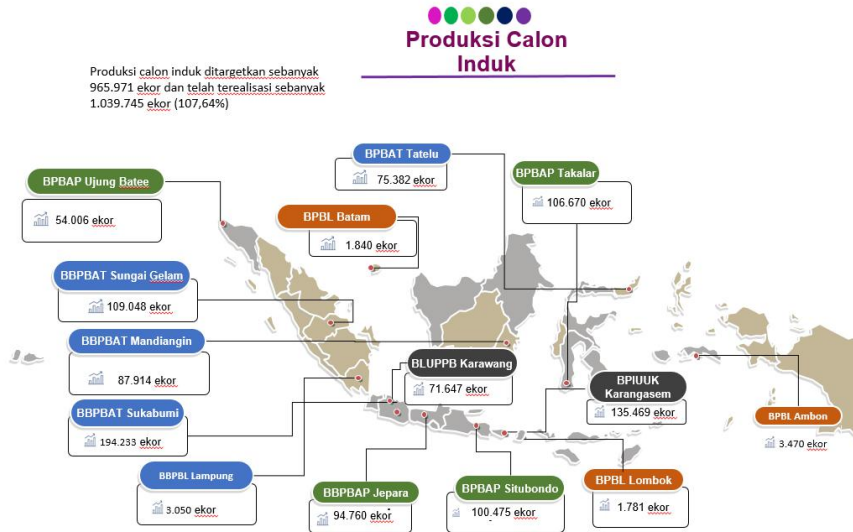 Produksi Calon
Induk
Produksi calon induk ditargetkan sebanyak
965.971 ekor dan telah terealisasi sebanyak
1.039.745 ekor (107,64%)
BPBAT Tatelu
75.382 ekor
BPBAP Takalar
106.670 ekor
BPBAP Ujung Batee
54.006 ekor
BPBL Batam
1.840 ekor
BBPBAT Sungai Gelam
109.048 ekor
BBPBAT Mandiangin
87.914 ekor
BLUPPB Karawang
71.647 ekor
BPIUUK
Karangasem
135.469 ekor
BBPBAT Sukabumi
194.233 ekor
BPBL Ambon
3.470 ekor
BBPBL Lampung
3.050 ekor
BBPBAP Jepara
94.760 ekor
BPBAP Situbondo
100.475 ekor
BPBL Lombok
1.781 ekor